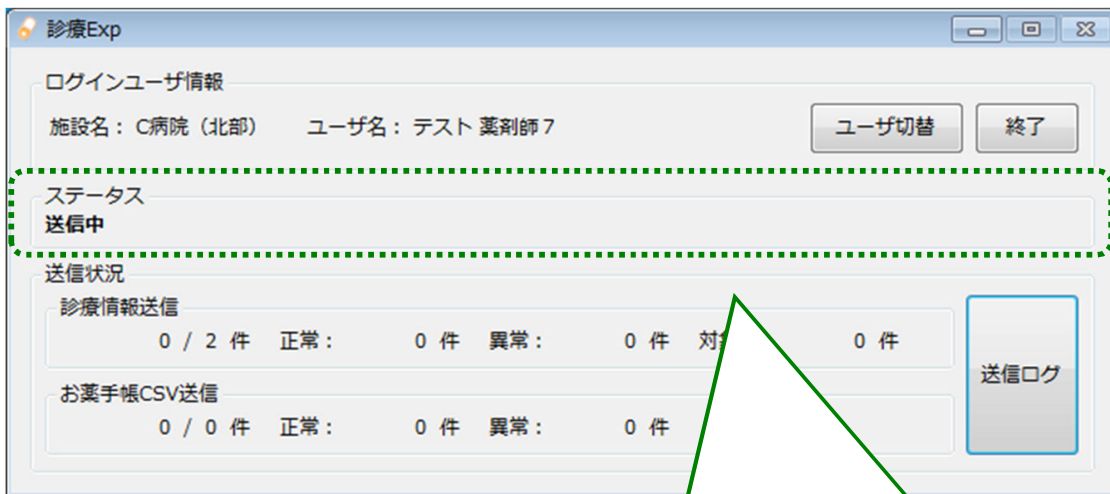 診療Exp
ログインユーザ情報
施設名： C病院（北部） ユーザ名： テスト 薬剤師７ ユーザ切替 終了
ステータス
送信中
送信状況
診療情報送信
0 / 2 件 正常： 0 件 異常： 0 件 対 0 件
送信ログ
お薬手帳CSV送信
0 / 0 件 正常： 0 件 異常： 0 件